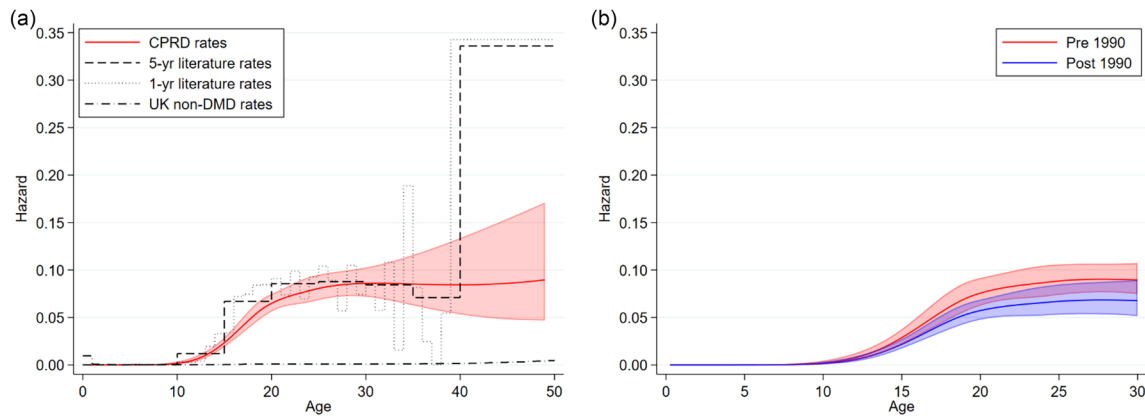 (a)
CPRD rates
5-yr literature rates
1-yr literature rates
UK non-DMD rates
0.35
0.30
0.25
0.20
0.15
0.10
0.05
0.00
Hazard
0
10
20
30
40
50
Age
(b)
Pre 1990
Post 1990
0.35
0.30
0.25
0.20
0.15
0.10
0.05
0.00
Hazard
0
5
10
15
20
25
30
Age